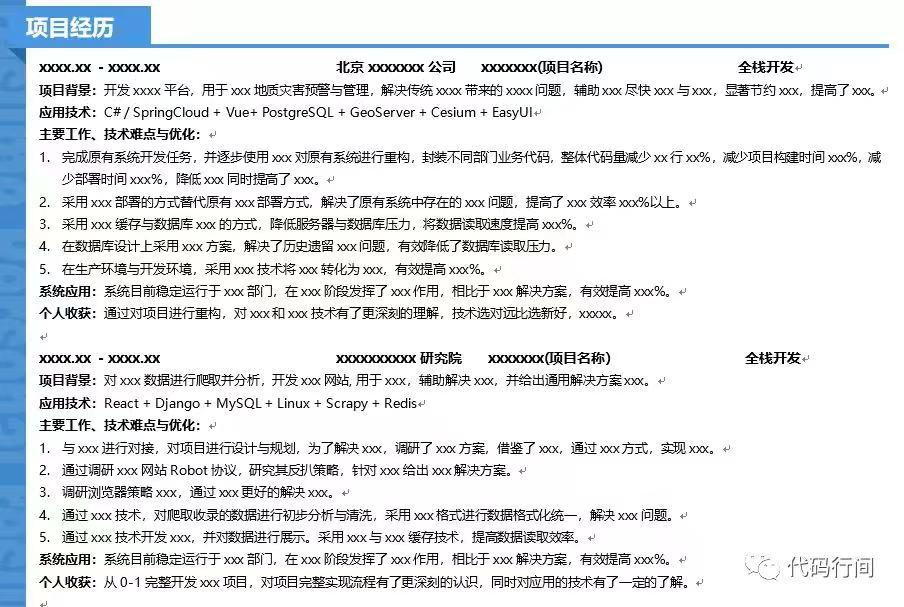 项目经历
xxxx.xx - xxxx.xx 北京 xxxxxxx 公司 xxxxxxx(项目名称) 全栈开发
项目背景：开发 xxxx 平台，用于 xxx 地质灾害预警与管理，解决传统 xxxx 带来的 xxxx 问题，辅助 xxx 尽快 xxx 与 xxx，显著节约 xxx，提高了 xxx。
应用技术：C# / SpringCloud + Vue+ PostgreSQL + GeoServer + Cesium + EasyUI
主要工作、技术难点与优化：
1. 完成原有系统开发任务，并逐步使用 xxx 对原有系统进行重构，封装不同部门业务代码，整体代码量减少 xx 行 xx%，减少项目构建时间 xxx%，减
少部署时间 xxx%，降低 xxx 同时提高了 xxx。
2. 采用 xxx 部署的方式替代原有 xxx 部署方式，解决了原有系统中存在的 xxx 问题，提高了 xxx 效率 xxx%以上。
3. 采用 xxx 缓存与数据库 xxx 的方式，降低服务器与数据库压力，将数据读取速度提高 xxx%。
4. 在数据库设计上采用 xxx 方案，解决了历史遗留 xxx 问题，有效降低了数据库读取压力。
5. 在生产环境与开发环境，采用 xxx 技术将 xxx 转化为 xxx，有效提高 xxx%。
系统应用：系统目前稳定运行于 xxx 部门，在 xxx 阶段发挥了 xxx 作用，相比于 xxx 解决方案，有效提高 xxx%。
个人收获：通过对项目进行重构，对 xxx 和 xxx 技术有了更深刻的理解，技术选对远比选新好，xxxxx。
xxxx.xx - xxxx.xx xxxxxxxxxx 研究院 xxxxxxx(项目名称) 全栈开发
项目背景：对 xxx 数据进行爬取并分析，开发 xxx 网站, 用于 xxx，辅助解决 xxx，并给出通用解决方案 xxx。
应用技术：React + Django + MySQL + Linux + Scrapy + Redis
主要工作、技术难点与优化：
1. 与 xxx 进行对接，对项目进行设计与规划，为了解决 xxx，调研了 xxx 方案，借鉴了 xxx，通过 xxx 方式，实现 xxx。
2. 通过调研 xxx 网站 Robot 协议，研究其反扒策略，针对 xxx 给出 xxx 解决方案。
3. 调研浏览器策略 xxx，通过 xxx 更好的解决 xxx。
4. 通过 xxx 技术，对爬取收录的数据进行初步分析与清洗，采用 xxx 格式进行数据格式化统一，解决 xxx 问题。
5. 通过 xxx 技术开发 xxx，并对数据进行展示。采用 xxx 与 xxx 缓存技术，提高数据读取效率。
系统应用：系统目前稳定运行于 xxx 部门，在 xxx 阶段发挥了 xxx 作用，相比于 xxx 解决方案，有效提高 xxx%。
个人收获：从 0-1 完整开发 xxx 项目，对项目完整实现流程有了更深刻的认识，同时对应用的技术有了一定的了解。
代码行间